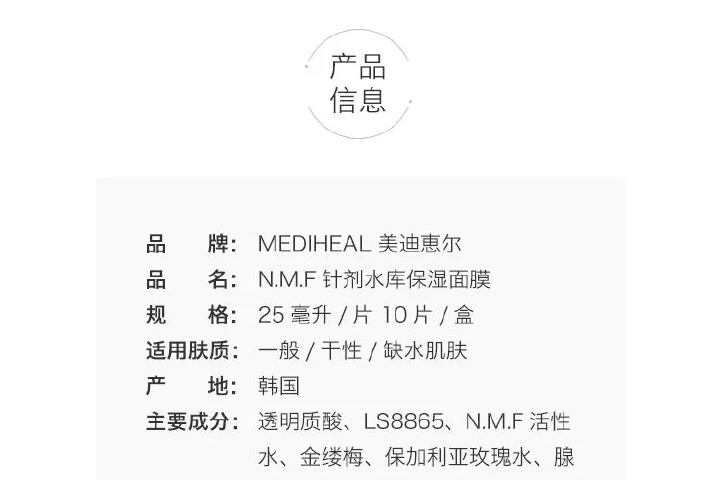 产品
信息
品 牌： MEDIHEAL 美迪惠尔
品 名： N.M.F 针剂水库保湿面膜
规 格： 25 毫升 / 片 10 片 / 盒
适用肤质： 一般 / 干性 / 缺水肌肤
产 地： 韩国
主要成分： 透明质酸、LS8865、N.M.F 活性
水、金缕梅、保加利亚玫瑰水、腺